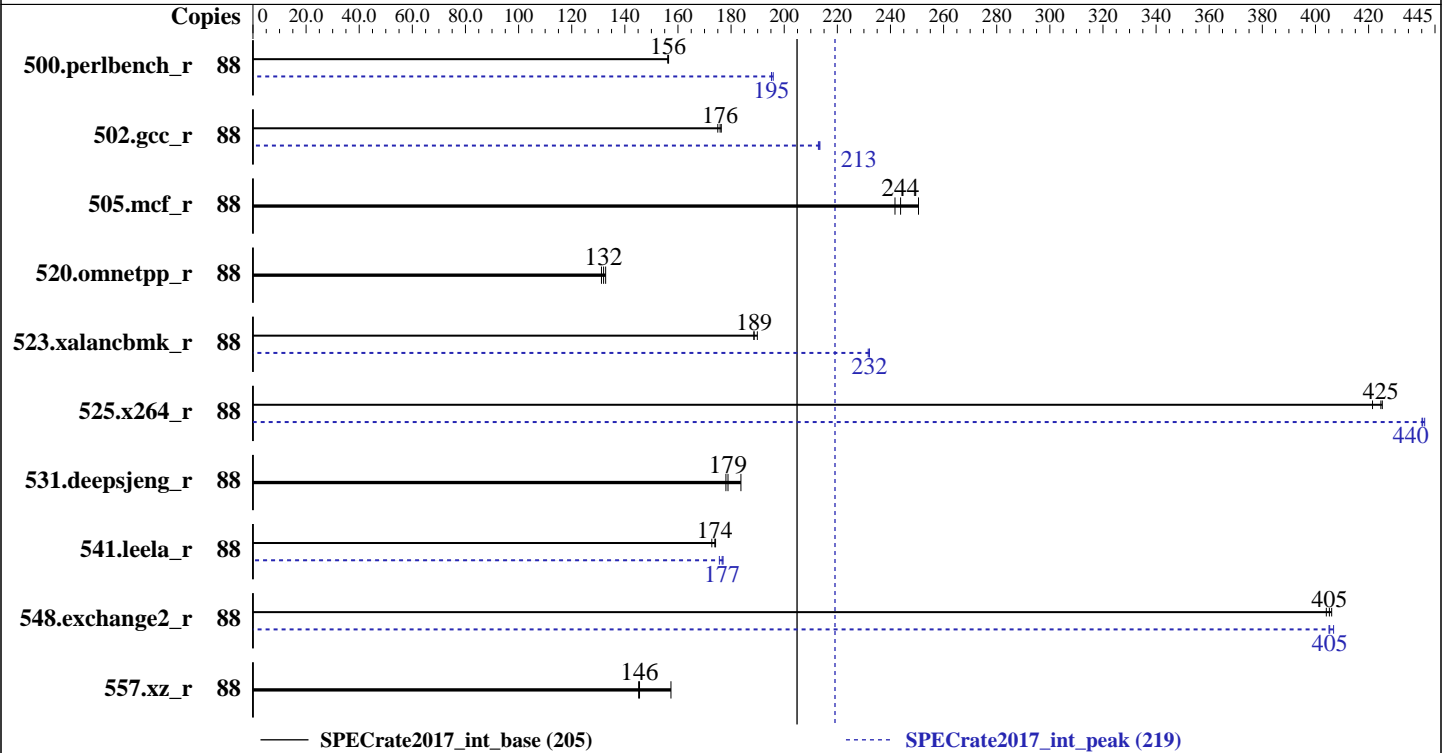 Copies 0 20.0 40.0 60.0 80.0 100 120 140 160 180 200 220 240 260 280 300 320 340 360 380 400 420 445
156
500.perlbench_r 88
195
176
502.gcc_r 88
213
244
505.mcf_r 88
132
520.omnetpp_r 88
189
523.xalancbmk_r 88
232
425
525.x264_r 88
440
179
531.deepsjeng_r 88
174
541.leela_r 88
177
405
548.exchange2_r 88
405
146
557.xz_r 88
SPECrate2017_int_base (205) SPECrate2017_int_peak (219)